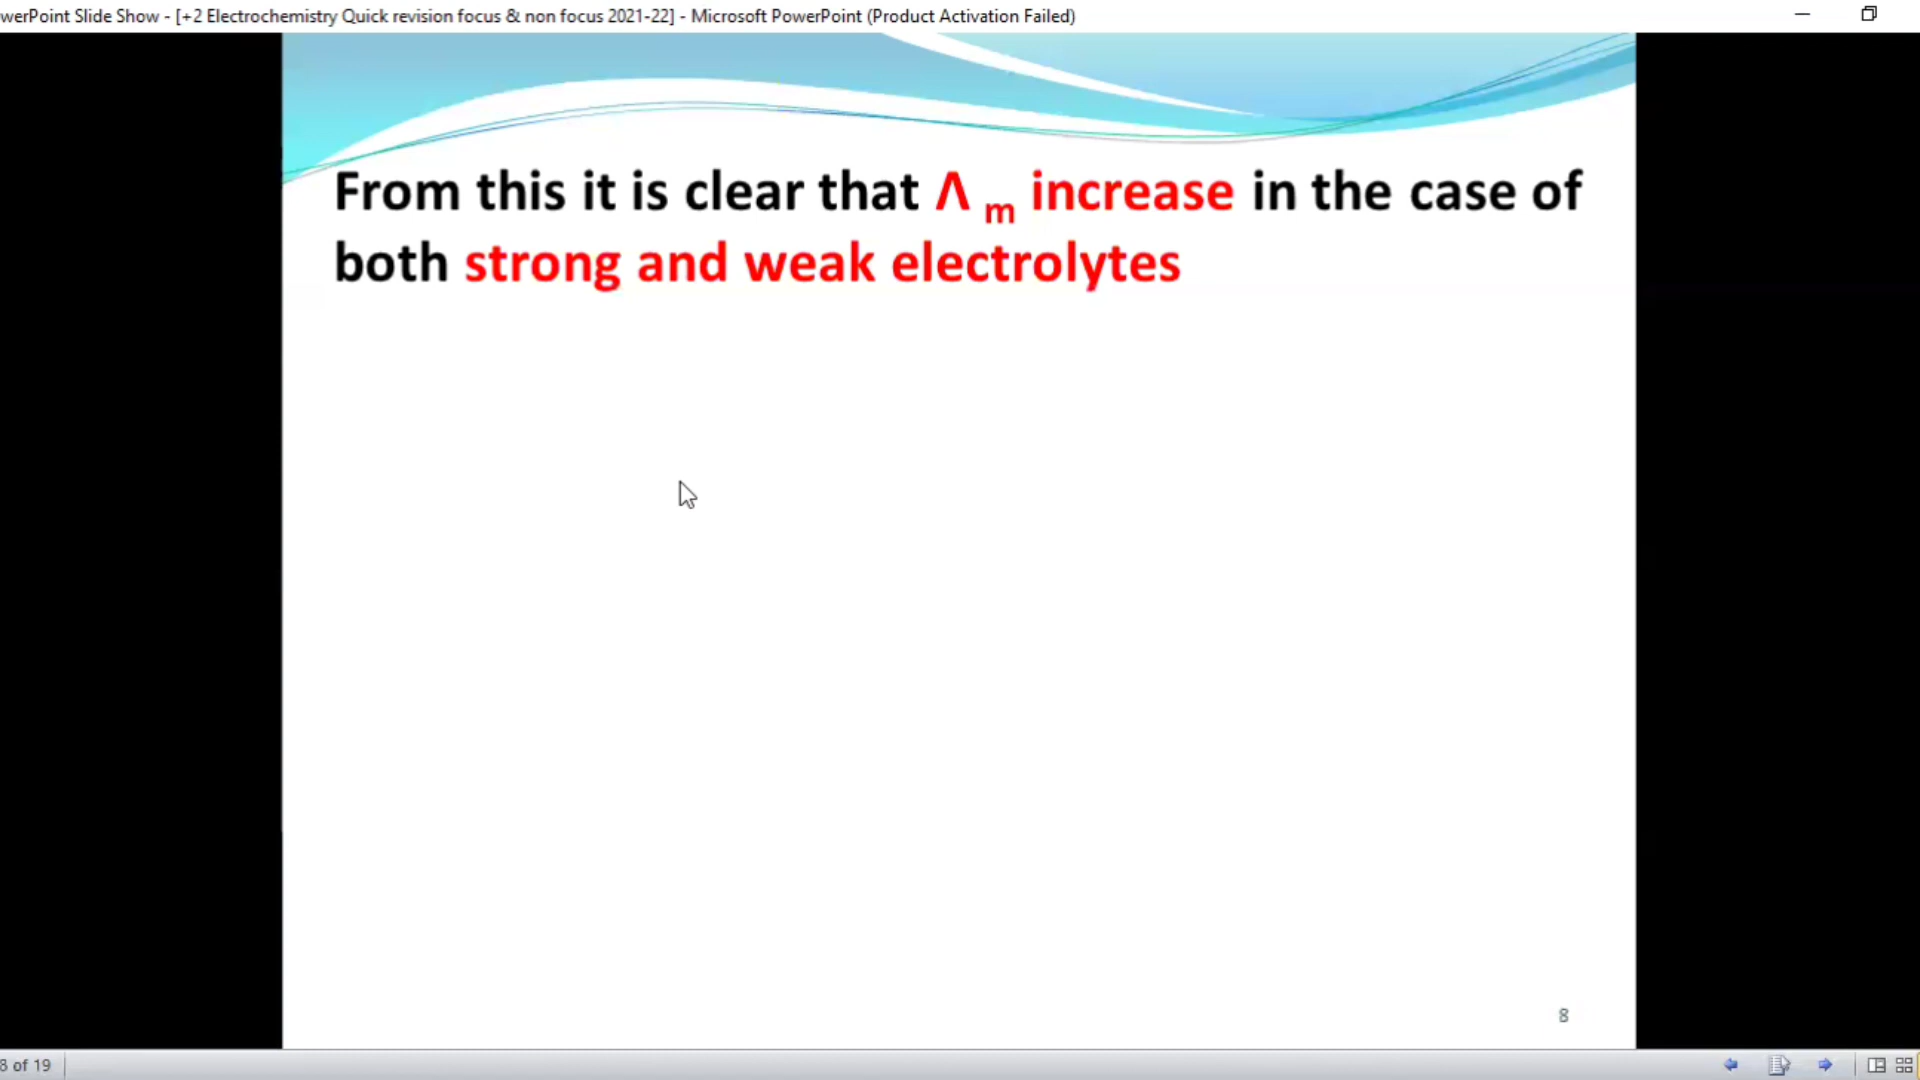 werPoint Slide Show - [+2 Electrochemistry Quick revision focus & non focus 2021-22] - Microsoft PowerPoint (Product Activation Failed)
From this it is clear that Λ m increase in the case of
both strong and weak electrolytes
8
8 of 19